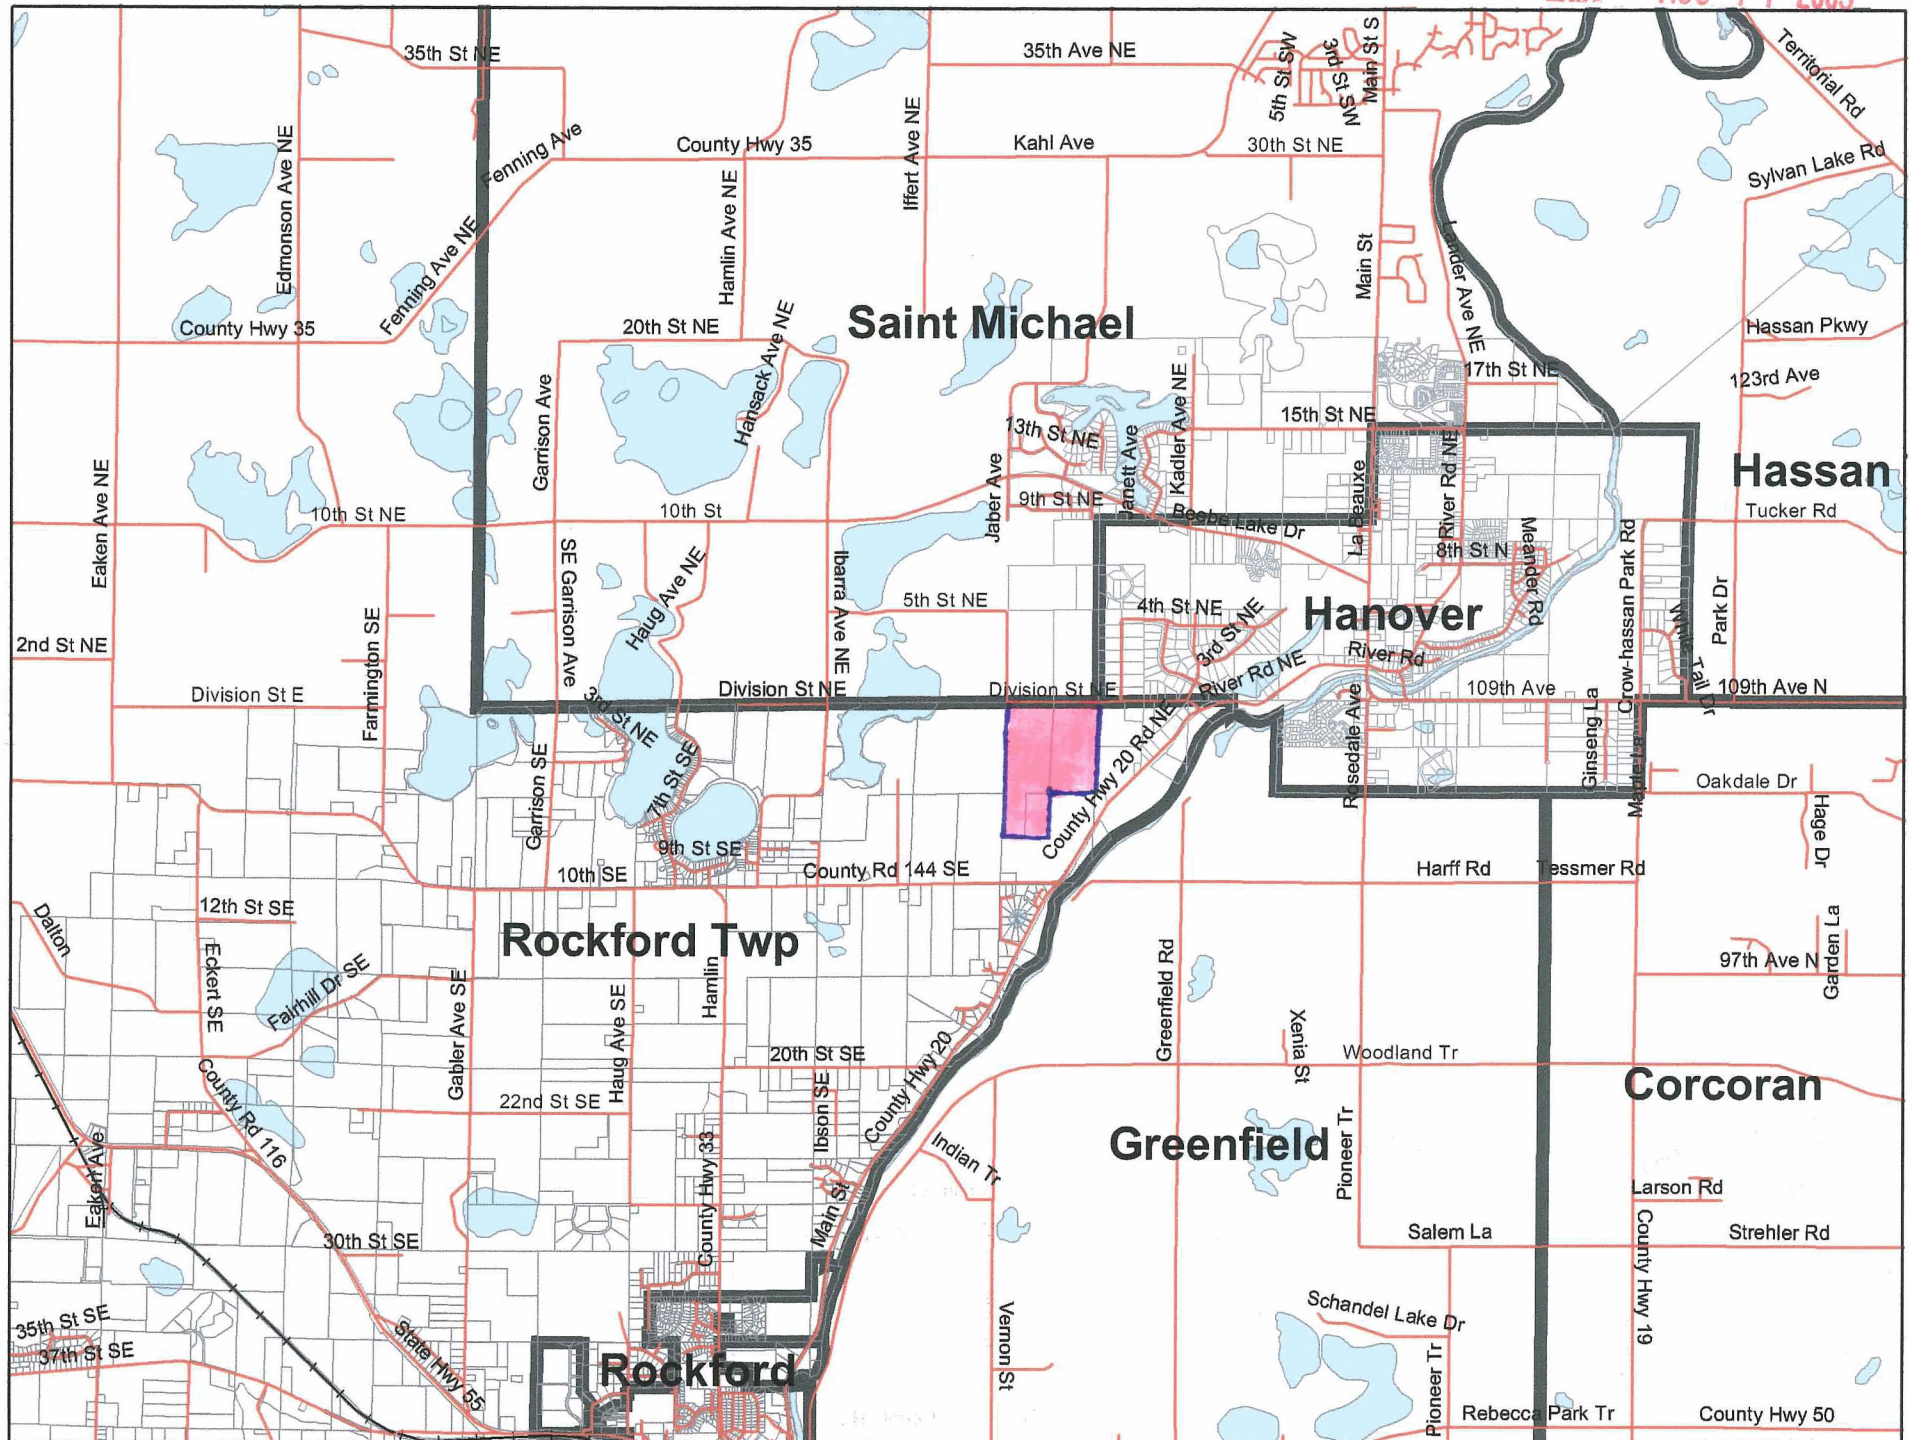 2005
35th St NE
35th Ave NE
5th St SW
3rd St SW
Main St S
Territorial Rd
Fenning Ave
County Hwy 35
Iffert Ave NE
Kahl Ave
30th St NE
Sylvan Lake Rd
Edmonson Ave NE
Hamlin Ave NE
Fenning Ave NE
Main St
Lander Ave NE
County Hwy 35
20th St NE
Hansack Ave NE
Saint Michael
Hassan Pkwy
17th St NE
123rd Ave
Garrison Ave
13th St NE
Janett Ave
Kadler Ave NE
15th St NE
River Rd NE
Hassan
Eaken Ave NE
10th St NE
10th St
Jaber Ave
9th St NE
Beebe Lake Dr
La Beauxe
8th St N
Meander Rd
Tucker Rd
Crow-hassan Park Rd
SE Garrison Ave
Haug Ave NE
Ibarra Ave NE
5th St NE
4th St NE
3rd St NE
Hanover
Park Dr
White Tail Dr
2nd St NE
Farmington SE
River Rd
River Rd NE
Division St E
3rd St NE
Division St NE
Division St NE
109th Ave
109th Ave N
Rosedale Ave
Ginseng La
Garrison SE
7th St SE
County Hwy 20 Rd NE
Oakdale Dr
Hage Dr
9th St SE
10th SE
County Rd 144 SE
Harff Rd
Tessmer Rd
Dalton
12th St SE
Eckert SE
Rockford Twp
Fairhill Dr SE
Gabler Ave SE
Haug Ave SE
Hamlin
Greenfield Rd
97th Ave N
Garden La
Xenia St
Woodland Tr
20th St SE
County Hwy 20
Ibson SE
22nd St SE
County Rd 116
Corcoran
Greenfield
Pioneer Tr
Indian Tr
Eaken Ave
County Hwy 33
Main St
Larson Rd
Salem La
Strehler Rd
County Hwy 19
30th St SE
35th St SE
37th St SE
State Hwy 55
Vernon St
Schandel Lake Dr
Rockford
Pioneer Tr
Rebecca Park Tr
County Hwy 50